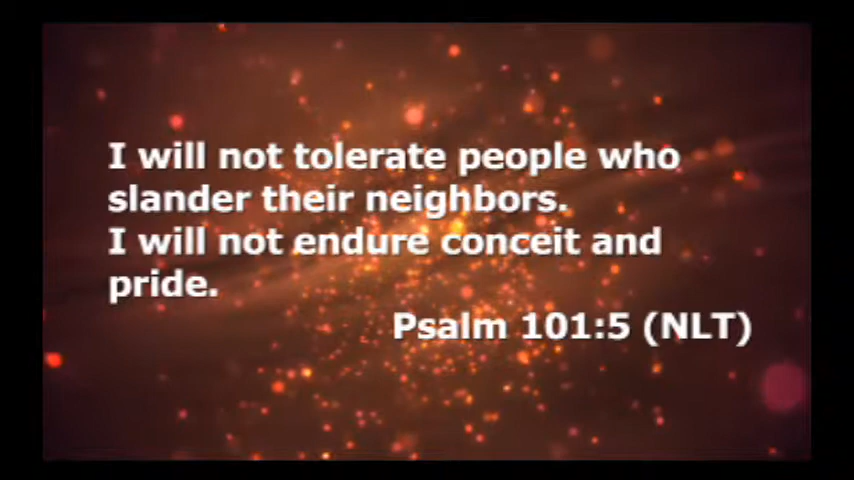 I will not tolerate people who
slander their neighbors.
I will not endure conceit and
pride.
Psalm 101:5 (NLT)